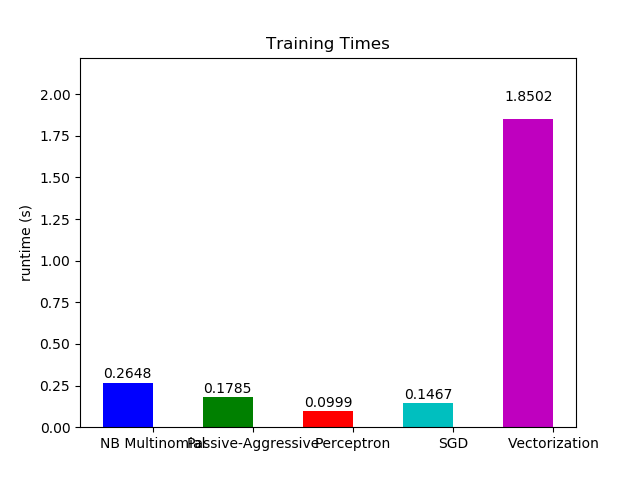 Training Times
runtime (s)
2.00
1.75
1.50
1.25
1.00
0.75
0.50
0.25
0.00
0.2648
0.1785
0.0999
0.1467
1.8502
NB Multinomial
Passive-Aggressive
Perceptron
SGD
Vectorization